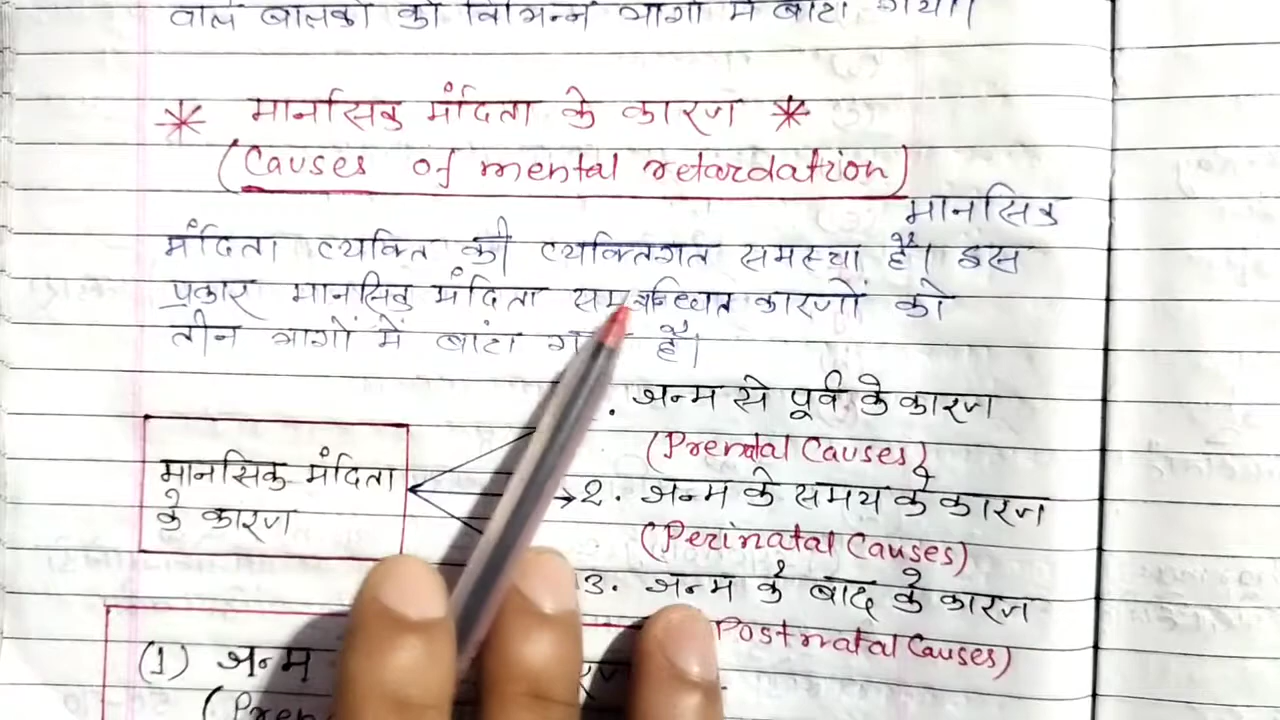 वाले बालकों को विभिन्न भागों में बांटा गया।
* मानसिक मंदिता के कारण *
(Causes of mental retardation)
मानसिक
मंदिता व्यक्ति की व्यक्तिगत समस्या है। इस
प्रकार मानसिक मंदिता सम्बन्धित कारणों को
तीन भागों में बांटा है।
. जन्म से पूर्व के कारण
(Prenatal Causes)
मानसिक मंदिता
के कारण
2. जन्म के समय के कारण
(Perinatal Causes)
3. जन्म के बाद के कारण
Postnatal Causes)
(1) जन्म